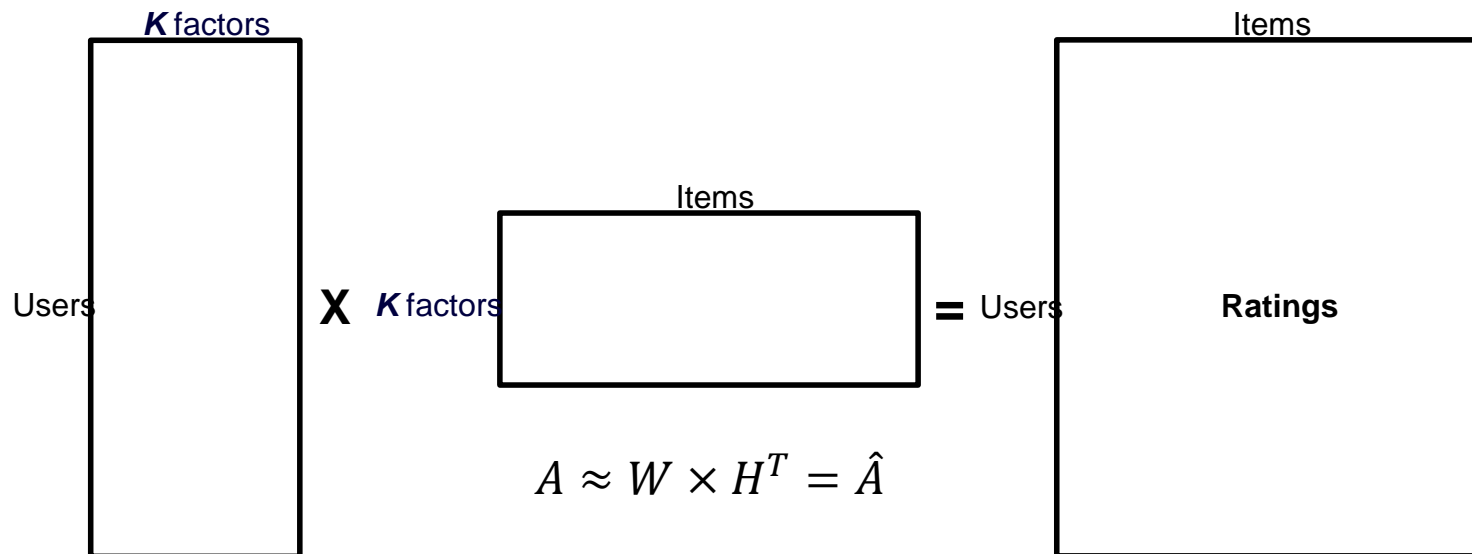 K factors
Items
Items
Users
X
K factors
=
Users
Ratings
A ≈ W × H^T = Â